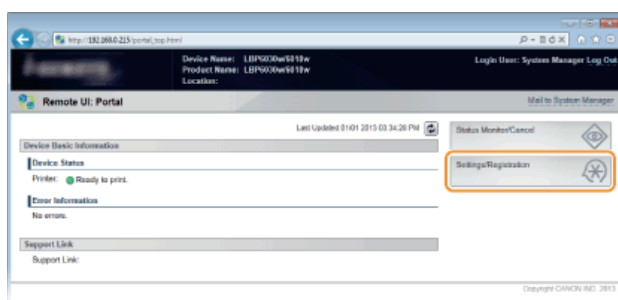 http://192.168.0.215/portal_top.html
Device Name: LBP6030w/6018w
Product Name: LBP6030w/6018w
Location:
Login User: System Manager Log Out
Remote UI: Portal
Mail to System Manager
Last Updated 01/01 2013 03:34:28 PM
Device Basic Information
Device Status
Printer: Ready to print.
Error Information
No errors.
Support Link
Support Link:
Status Monitor/Cancel
Settings/Registration
Copyright CANON INC. 2013